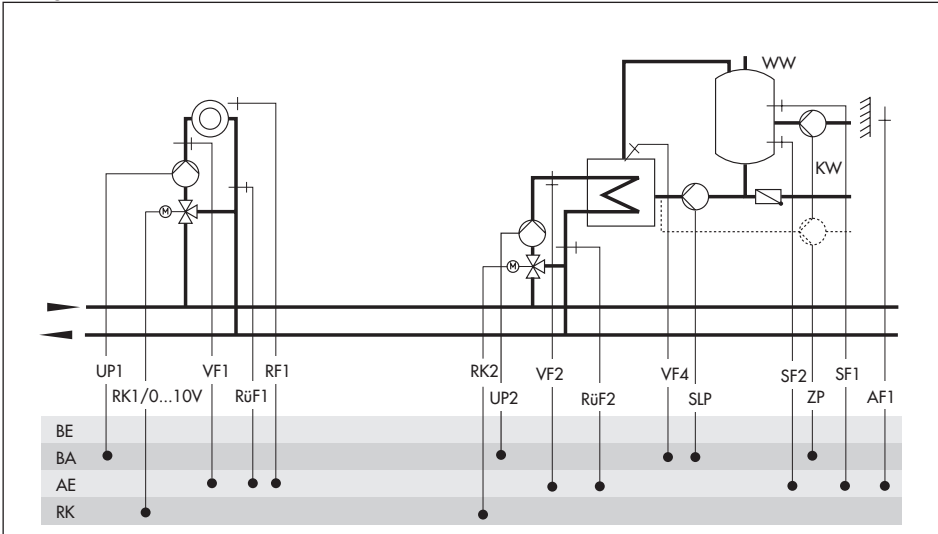 WW
KW
M
M
UP1 VF1 RF1 RK2 VF2 VF4 SF2 SF1
RK1/0...10V RüF1 UP2 RüF2 SLP ZP AF1
BE
BA
AE
RK